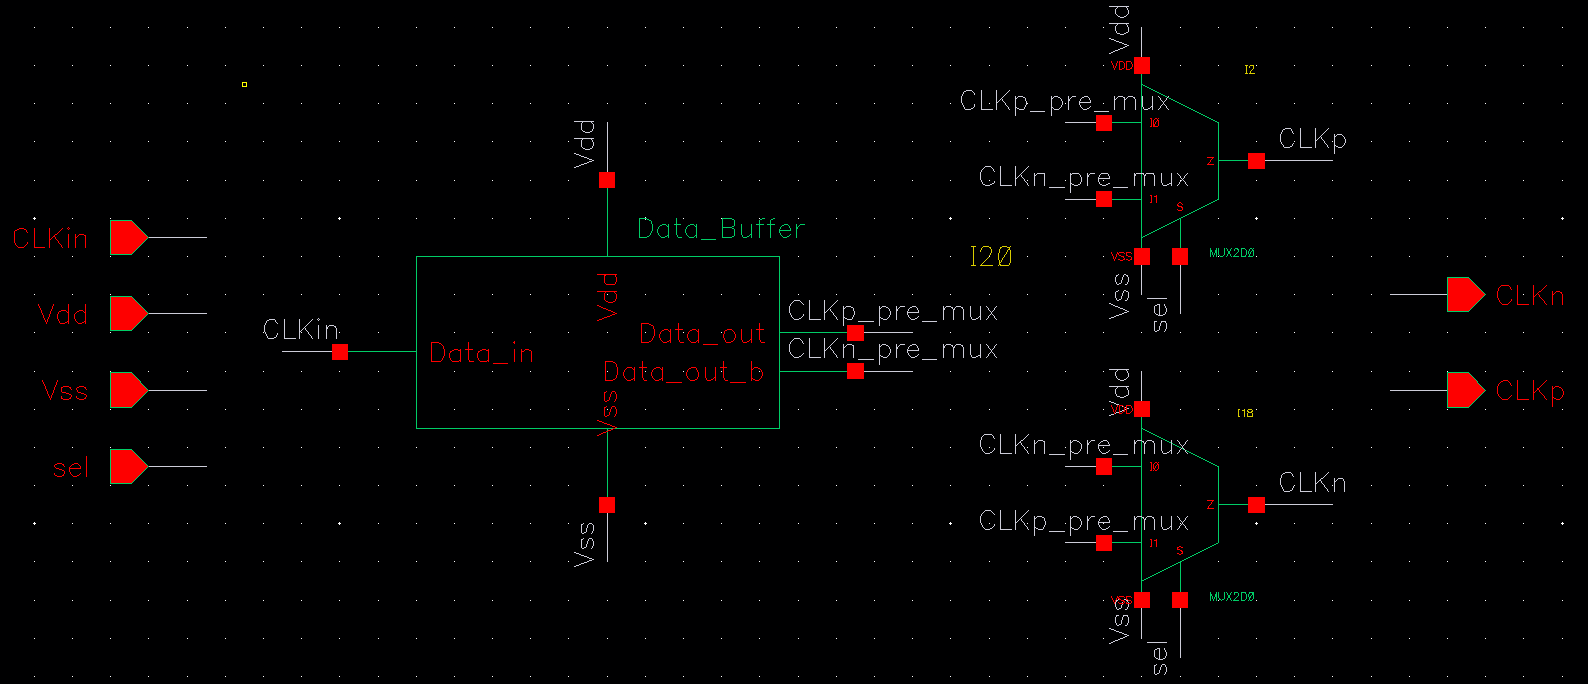 CLKin
Vdd
Vss
sel
CLKin
Vdd
Data_Buffer
Vdd
Data_in
Data_out
Data_out_b
Vss
Vss
CLKp_pre_mux
CLKn_pre_mux
I20
Vdd
VDD
I2
CLKp_pre_mux
I0
CLKn_pre_mux
I1
Z
CLKp
S
VSS
MUX2D0
Vss
sel
Vdd
VDD
I18
CLKn_pre_mux
I0
CLKp_pre_mux
I1
Z
CLKn
S
VSS
MUX2D0
Vss
sel
CLKn
CLKp